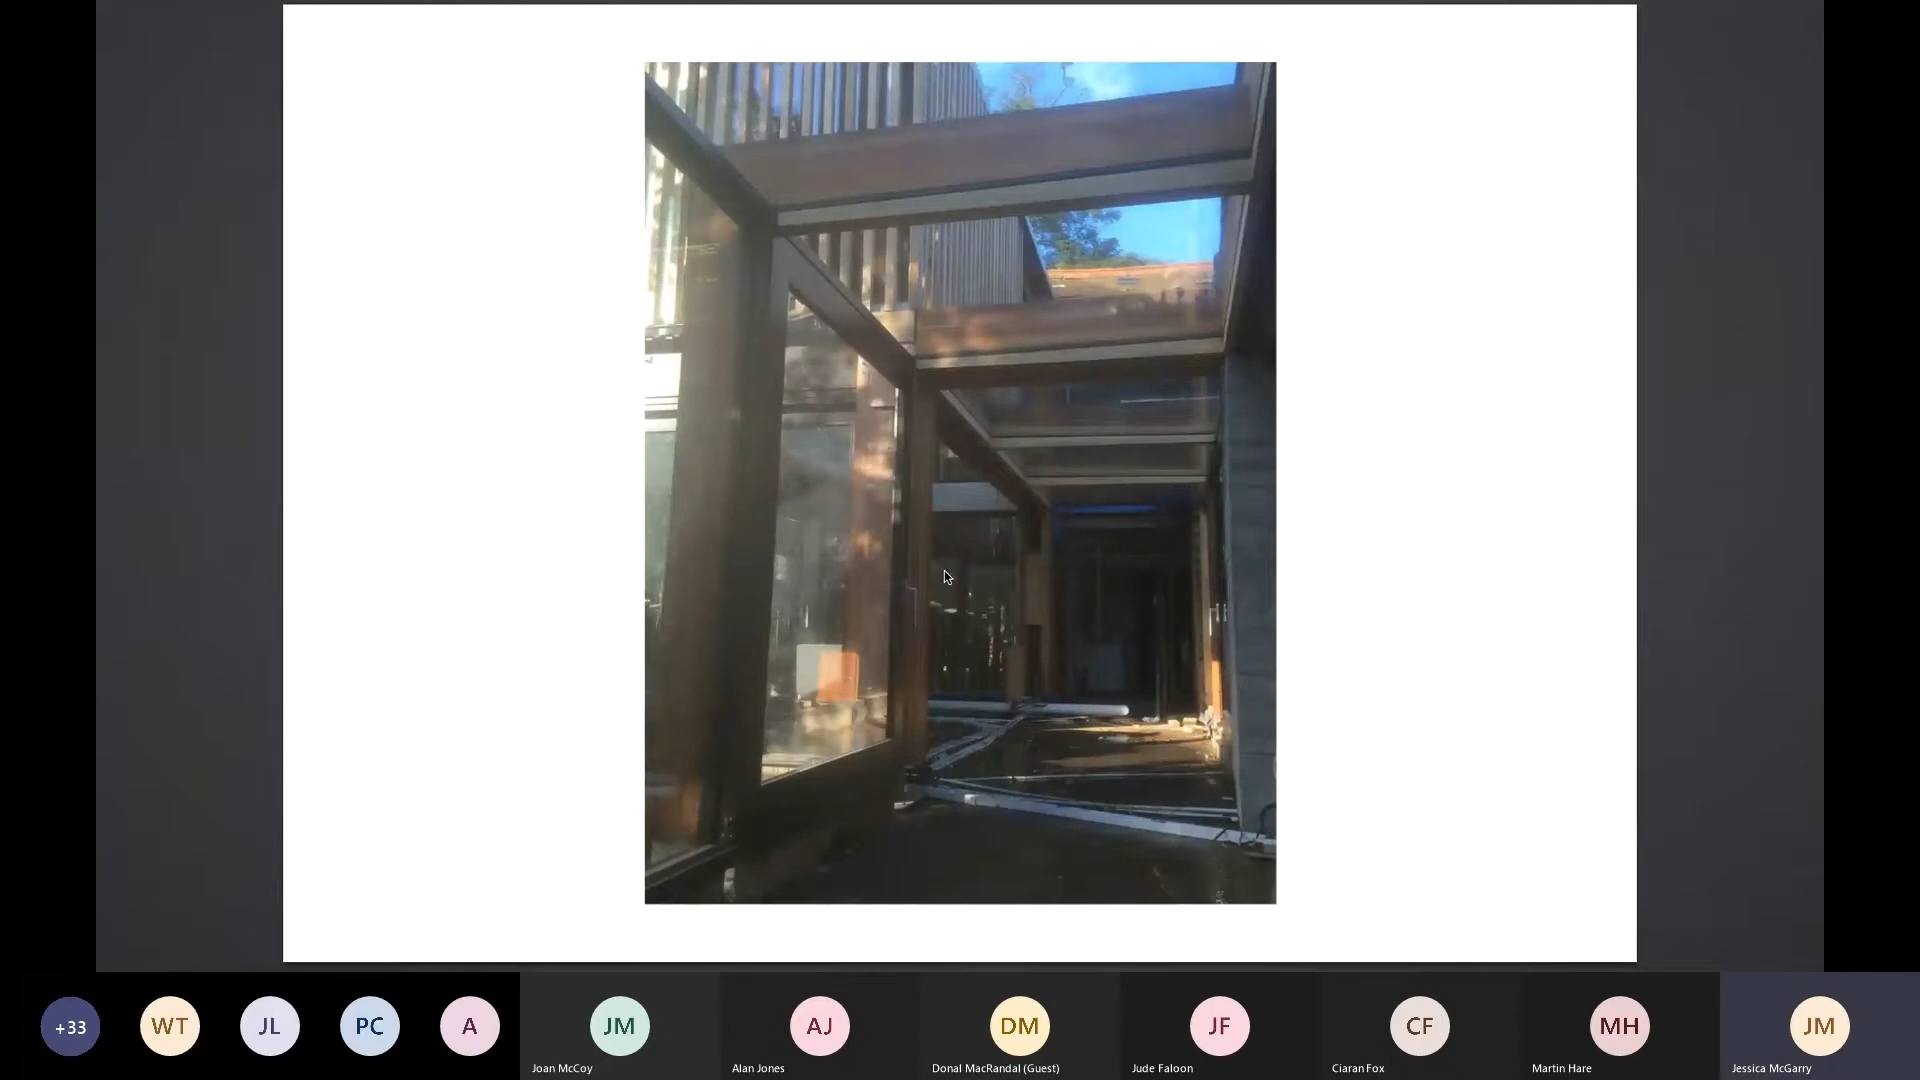 +33
WT
JL
PC
A
JM
AJ
DM
JF
CF
MH
JM
Joan McCoy
Alan Jones
Donal MacRandal (Guest)
Jude Faloon
Ciaran Fox
Martin Hare
Jessica McGarry